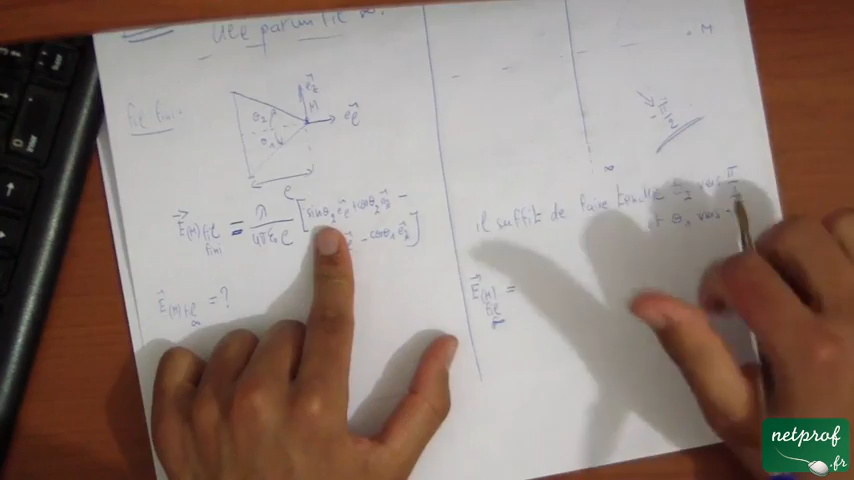 Crée par un fil ∞.
Fil fini:
e⃗z
M
θ2
θ1
e⃗ρ
ρ
E⃗(M) fil fini = λ / 4πε0ρ [sinθ2 e⃗ρ + cosθ2 e⃗z −
− cosθ1 e⃗z]
E⃗(M) fil ∞ = ?
M
∞
il suffit de faire tendre θ2 vers π/2
et θ1 vers -
E⃗(M) fil =
netprof
.fr